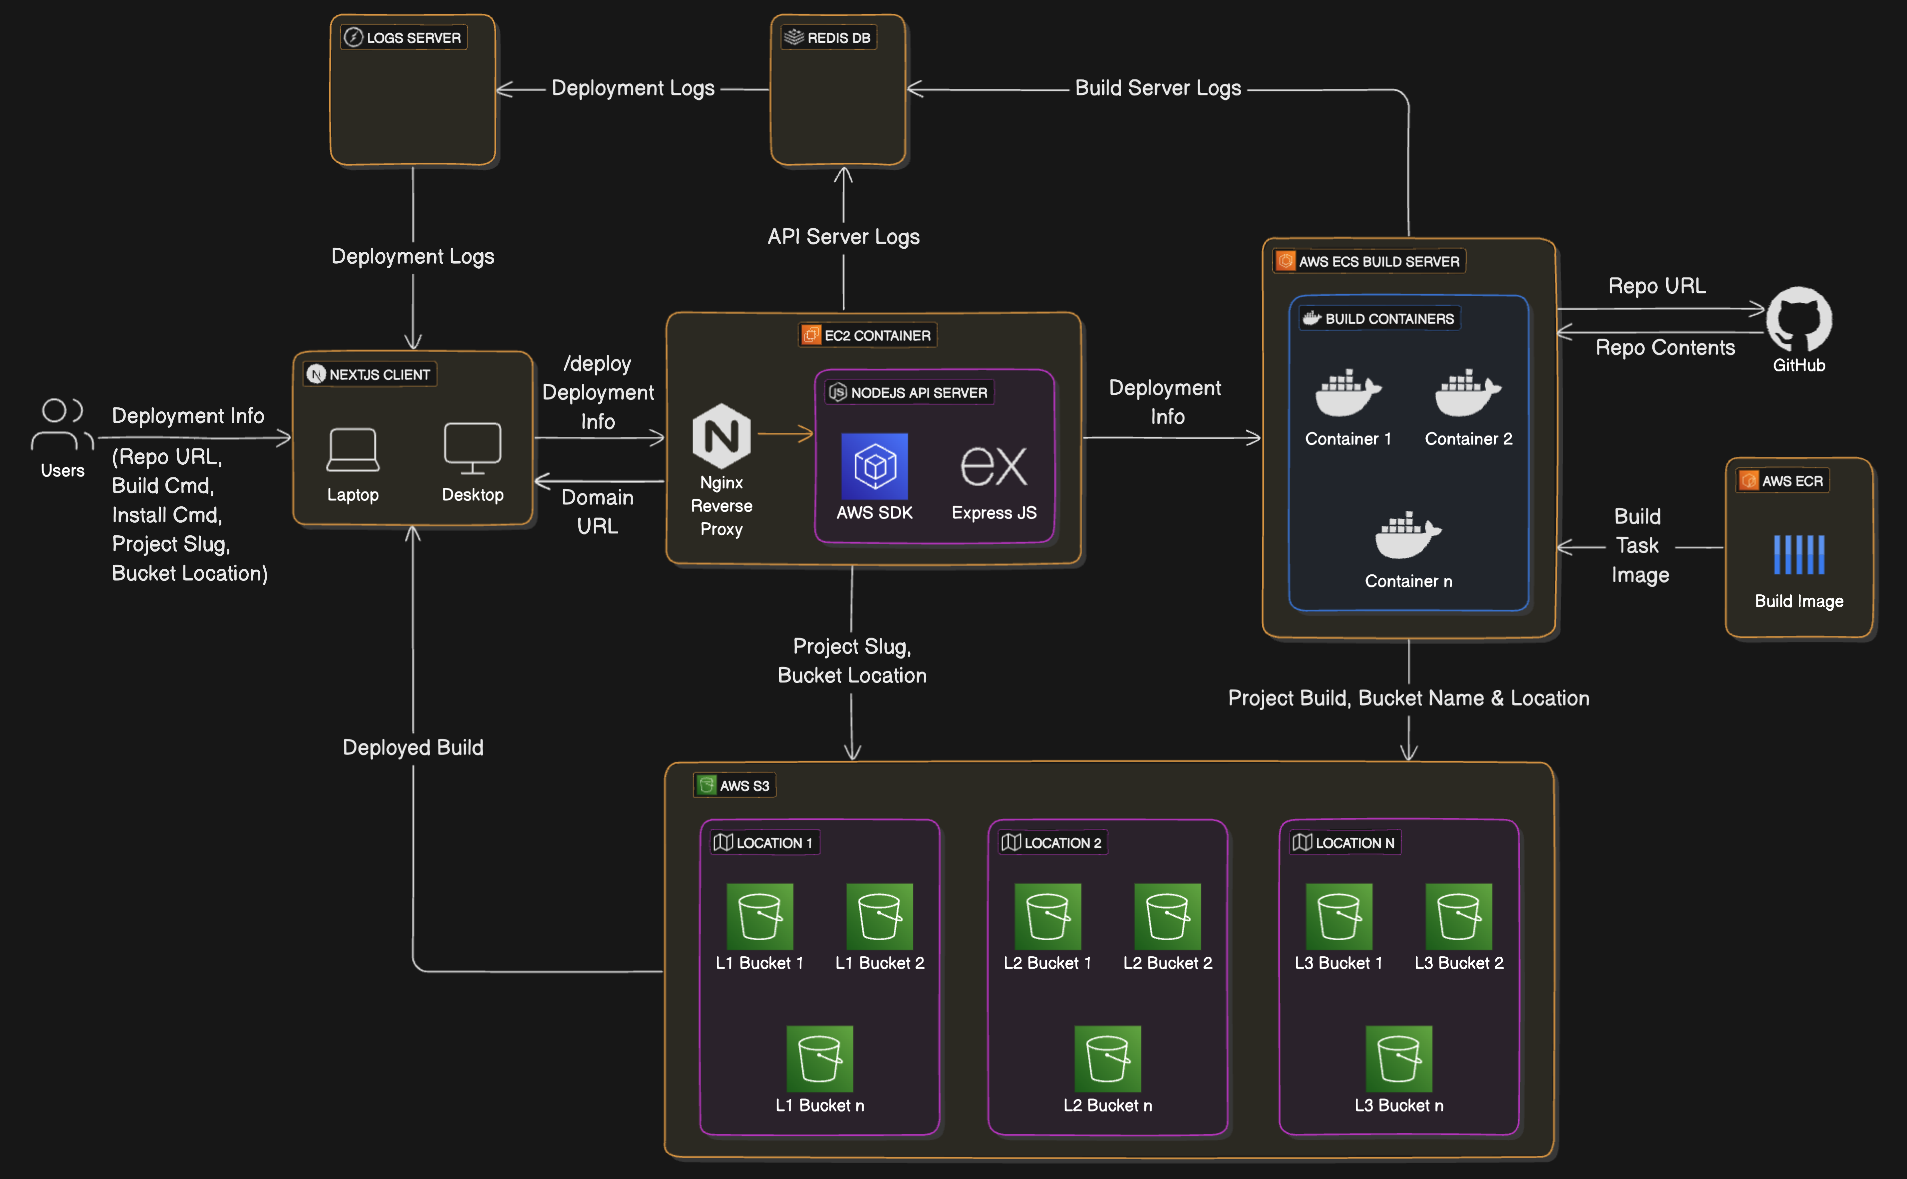 LOGS SERVER
REDIS DB
Deployment Logs
Build Server Logs
API Server Logs
Deployment Logs
AWS ECS BUILD SERVER
BUILD CONTAINERS
Container 1
Container 2
Container n
Repo URL
Repo Contents
GitHub
EC2 CONTAINER
NODEJS API SERVER
JS
AWS SDK
ex
Express JS
N
Nginx
Reverse
Proxy
/deploy
Deployment
Info
Domain
URL
Deployment
Info
N
NEXTJS CLIENT
Laptop
Desktop
Users
Deployment Info
(Repo URL,
Build Cmd,
Install Cmd,
Project Slug,
Bucket Location)
AWS ECR
Build Image
Build
Task
Image
Project Slug,
Bucket Location
Project Build, Bucket Name & Location
Deployed Build
AWS S3
LOCATION 1
L1 Bucket 1
L1 Bucket 2
L1 Bucket n
LOCATION 2
L2 Bucket 1
L2 Bucket 2
L2 Bucket n
LOCATION N
L3 Bucket 1
L3 Bucket 2
L3 Bucket n